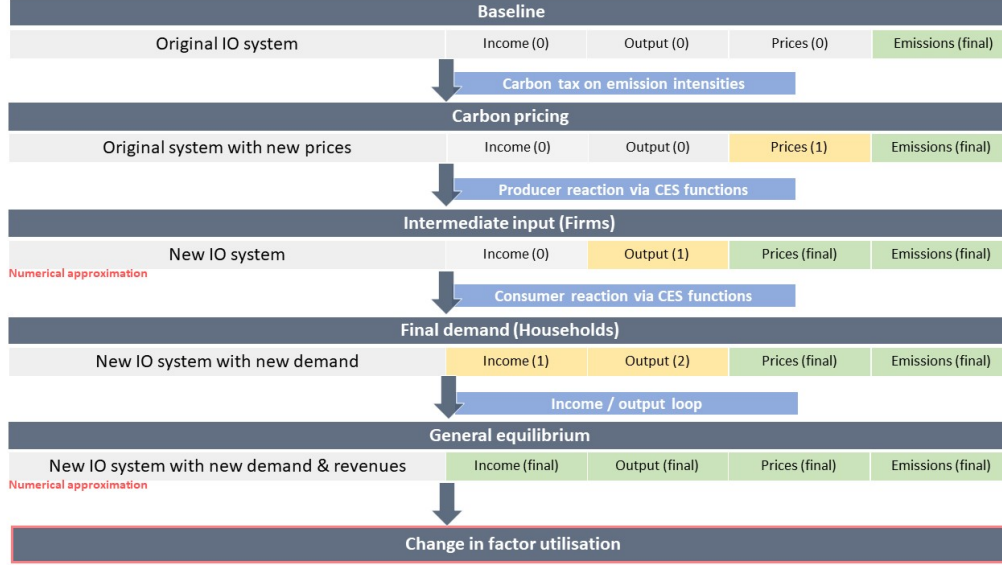 Baseline
Original IO system Income (0) Output (0) Prices (0) Emissions (final)
Carbon tax on emission intensities
Carbon pricing
Original system with new prices Income (0) Output (0) Prices (1) Emissions (final)
Producer reaction via CES functions
Intermediate input (Firms)
New IO system Income (0) Output (1) Prices (final) Emissions (final)
Numerical approximation
Consumer reaction via CES functions
Final demand (Households)
New IO system with new demand Income (1) Output (2) Prices (final) Emissions (final)
Income / output loop
General equilibrium
New IO system with new demand & revenues Income (final) Output (final) Prices (final) Emissions (final)
Numerical approximation
Change in factor utilisation